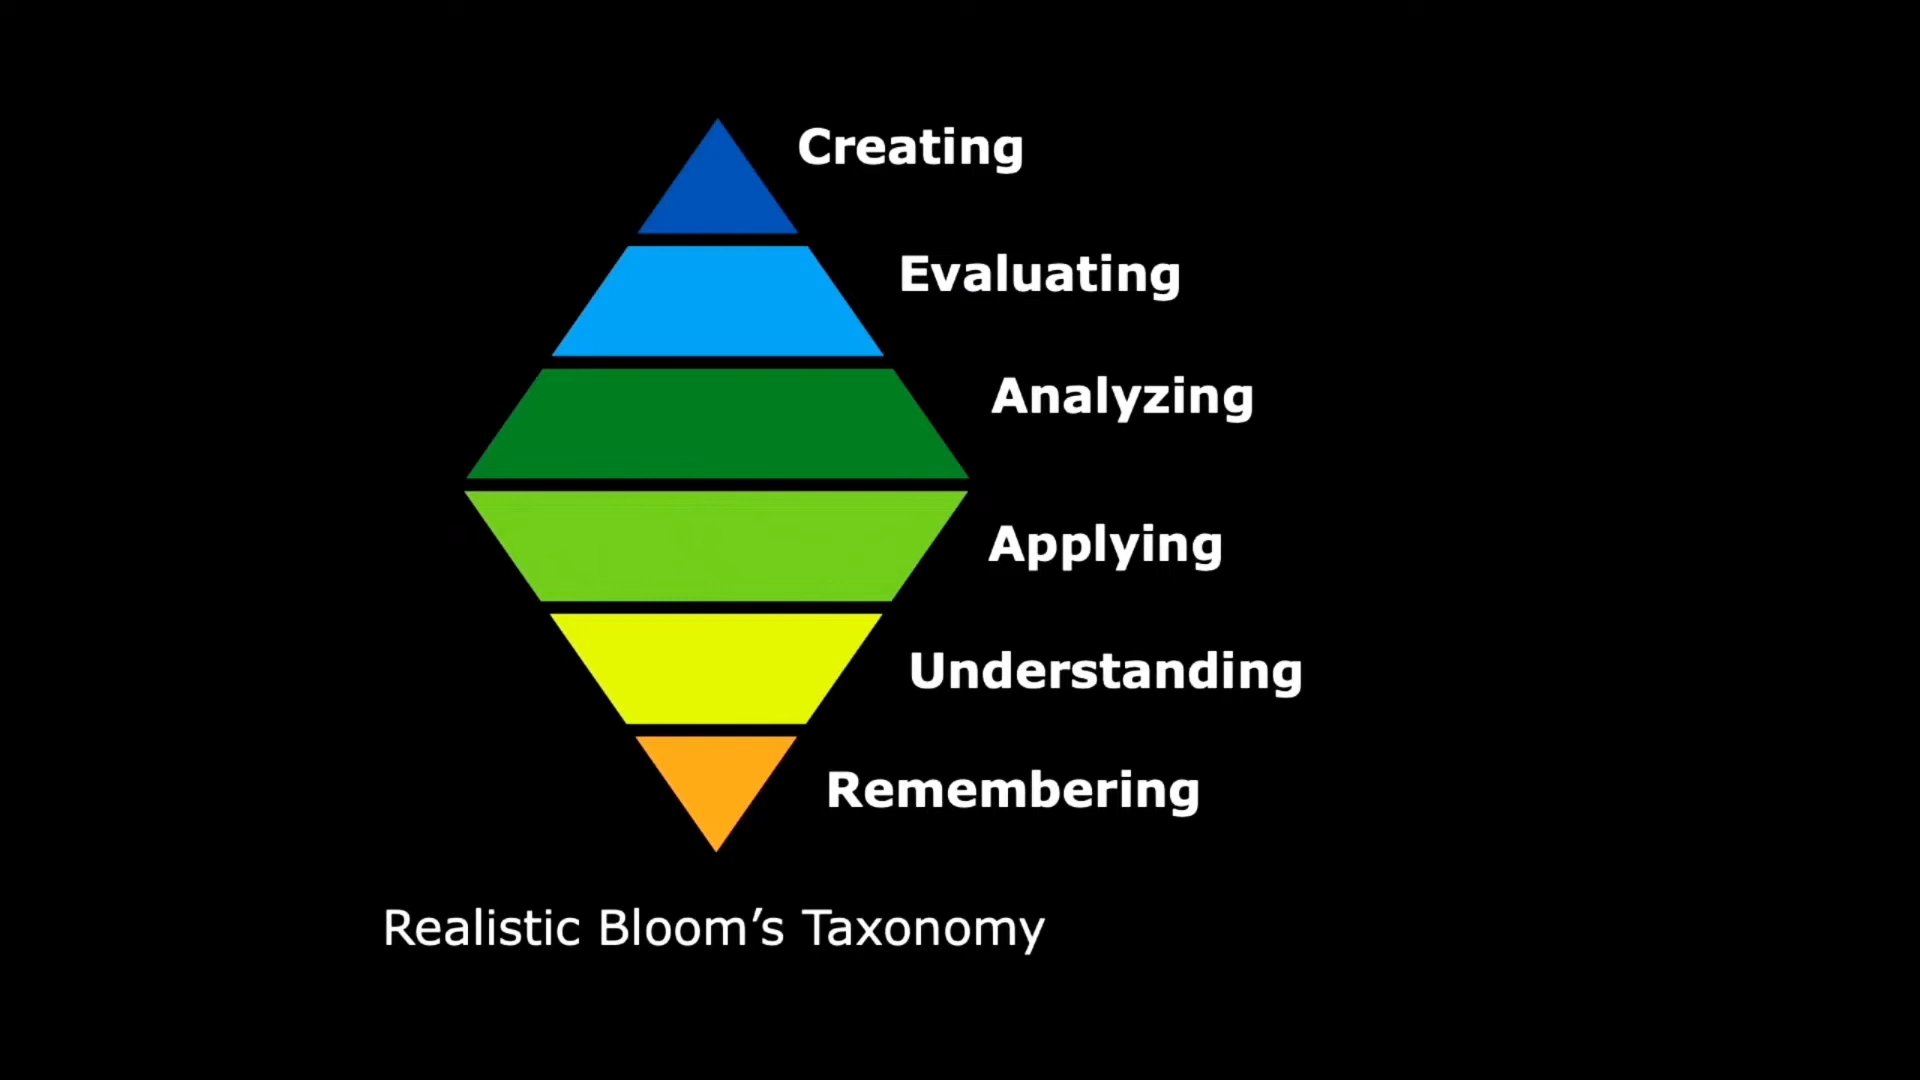 Creating
Evaluating
Analyzing
Applying
Understanding
Remembering
Realistic Bloom’s Taxonomy